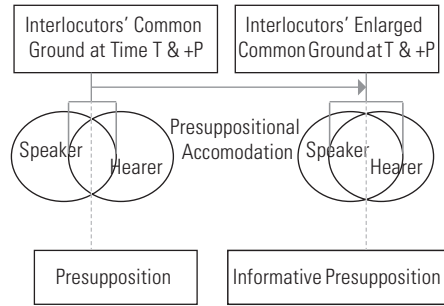 Interlocutors' Common
Ground at Time T & +P
Interlocutors' Enlarged
Common Ground at T & +P
Presuppositional
Accomodation
Speaker
Hearer
Speaker
Hearer
Presupposition
Informative Presupposition